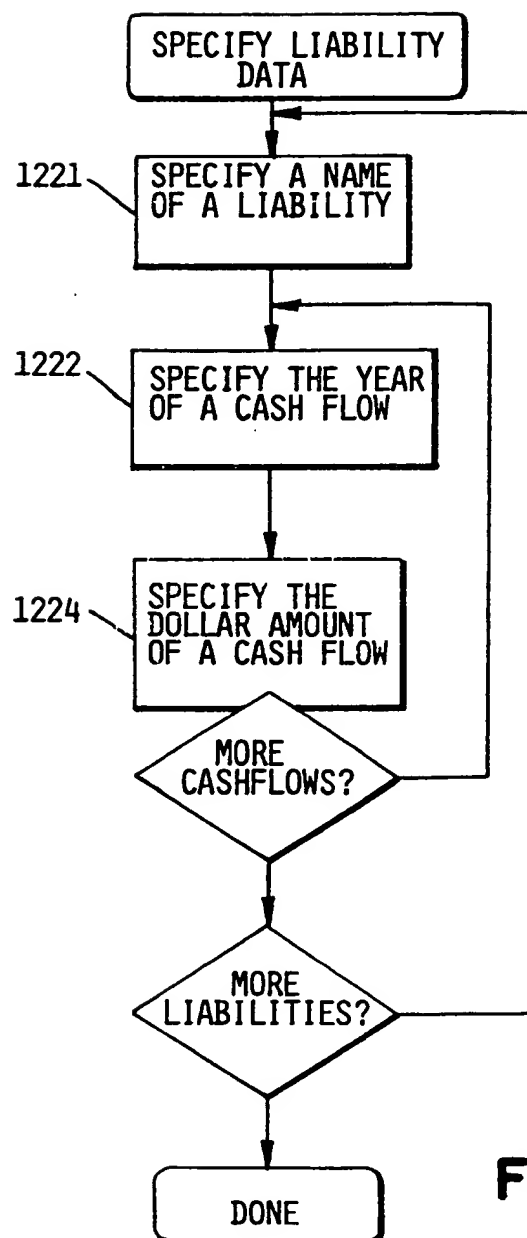 SPECIFY LIABILITY
DATA
1221
SPECIFY A NAME
OF A LIABILITY
1222
SPECIFY THE YEAR
OF A CASH FLOW
1224
SPECIFY THE
DOLLAR AMOUNT
OF A CASH FLOW
MORE
CASHFLOWS?
MORE
LIABILITIES?
DONE
F